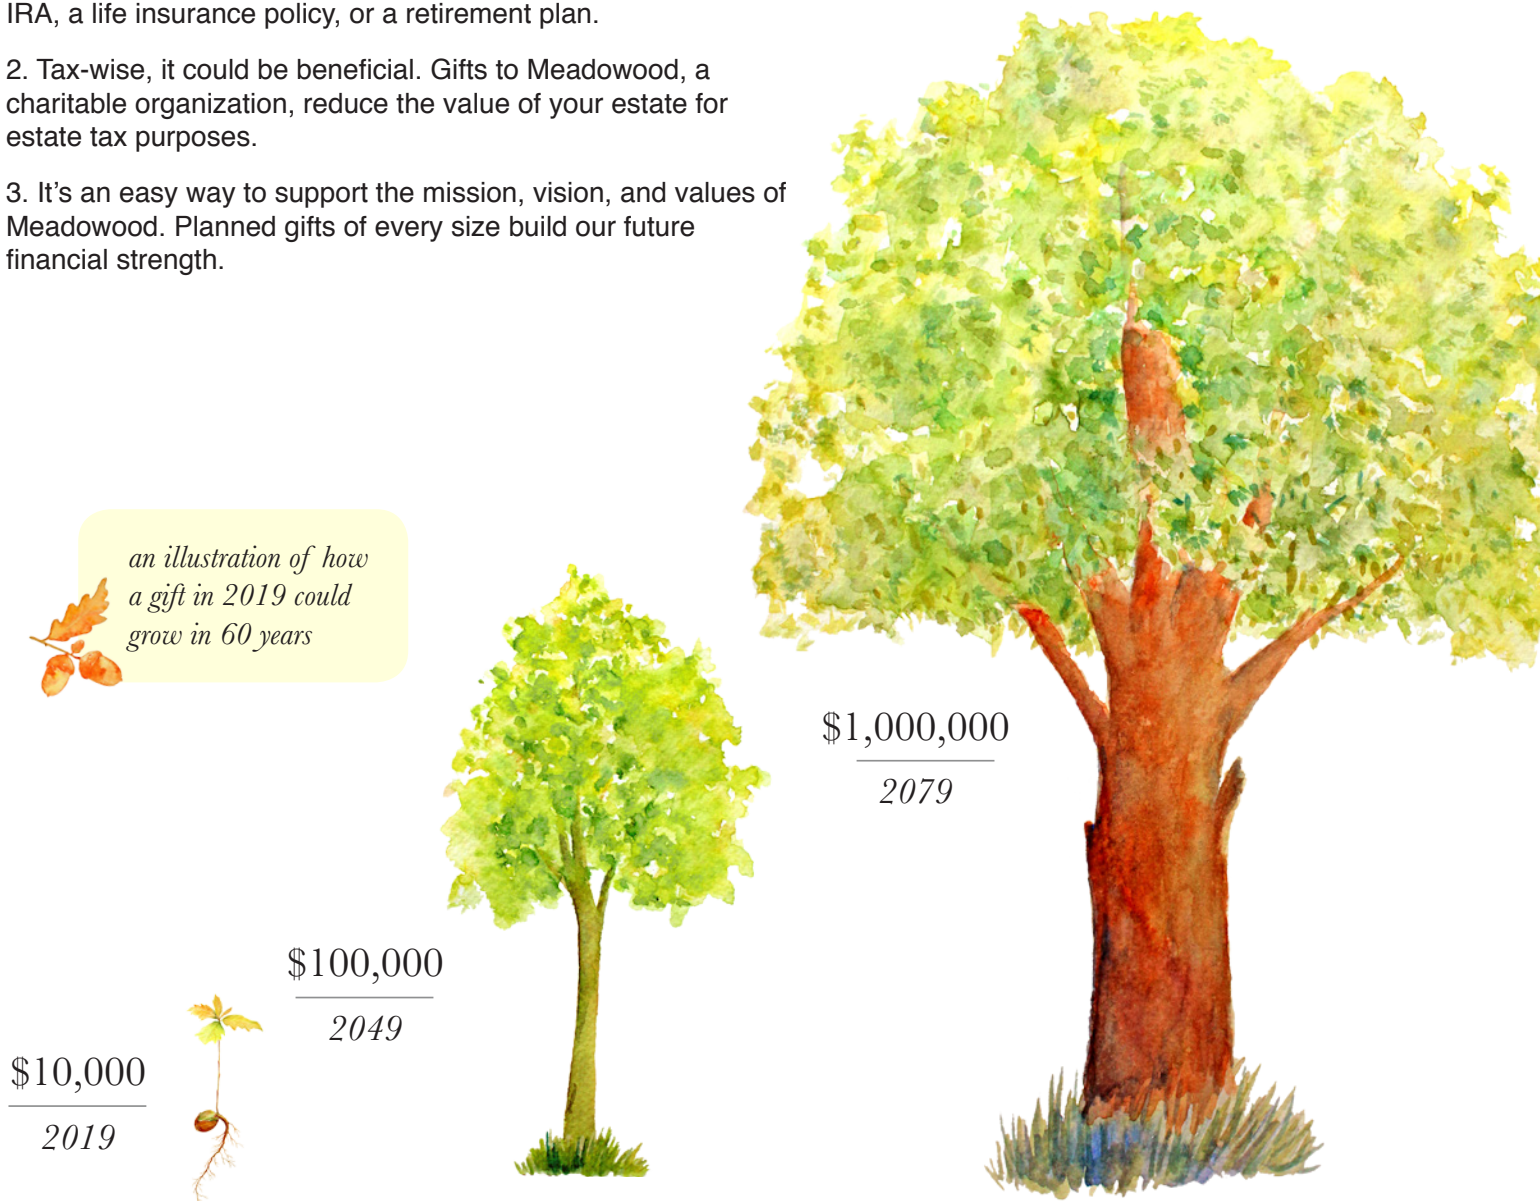 IRA, a life insurance policy, or a retirement plan.
2. Tax-wise, it could be beneficial. Gifts to Meadowood, a
charitable organization, reduce the value of your estate for
estate tax purposes.
3. It’s an easy way to support the mission, vision, and values of
Meadowood. Planned gifts of every size build our future
financial strength.
an illustration of how
a gift in 2019 could
grow in 60 years
$10,000
2019
$100,000
2049
$1,000,000
2079